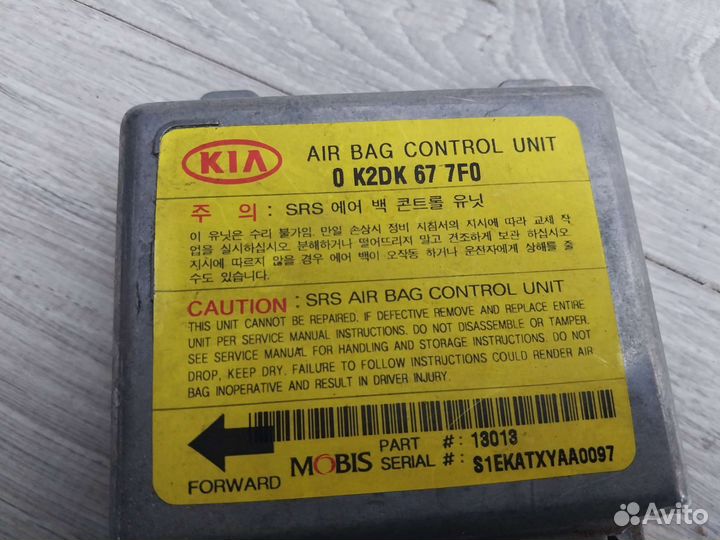 KIA
AIR BAG CONTROL UNIT
0 K2DK 67 7F0
주 의 : SRS 에어 백 콘트롤 유닛
이 유닛은 수리 불가임. 만일 손상시 정비 지침서의 지시에 따라 교체 작
업을 실시하십시오. 분해하거나 떨어뜨리지 말고 건조하게 보관 하십시오.
지시에 따르지 않을 경우 에어 백이 오작동 하거나 운전자에게 상해를 줄
수도 있습니다.
CAUTION : SRS AIR BAG CONTROL UNIT
THIS UNIT CANNOT BE REPAIRED. IF DEFECTIVE REMOVE AND REPLACE ENTIRE
UNIT PER SERVICE MANUAL INSTRUCTIONS. DO NOT DISASSEMBLE OR TAMPER.
SEE SERVICE MANUAL FOR HANDLING AND STORAGE INSTRUCTIONS. DO NOT
DROP, KEEP DRY. FAILURE TO FOLLOW INSTRUCTIONS COULD RENDER AIR
BAG INOPERATIVE AND RESULT IN DRIVER INJURY.
PART #: 13013
FORWARD MOBIS SERIAL #: S1EKATXYAA0097
Avito